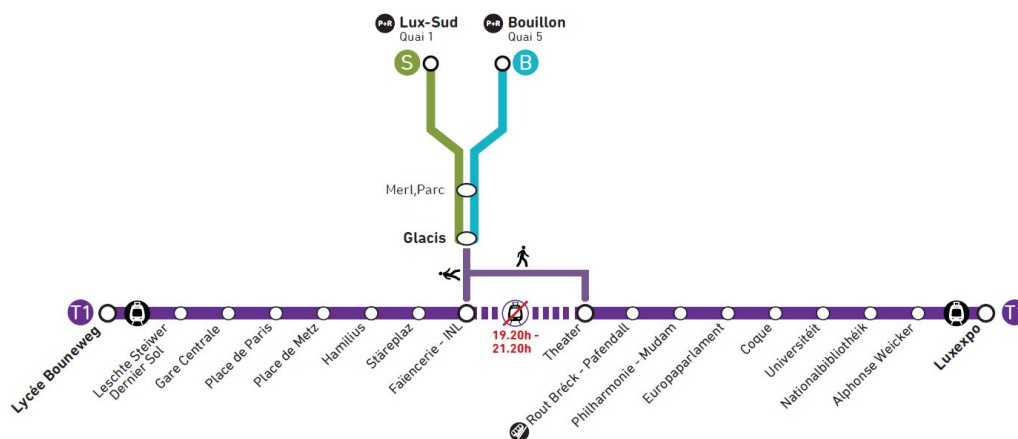 P+R Lux-Sud
Quai 1
P+R Bouillon
Quai 5
S
B
Merl,Parc
Glacis
T1
19.20h -
21.20h
Lycée Bouneweg
Leschte Steiwer
Dernier Sol
Gare Centrale
Place de Paris
Place de Metz
Hamilius
Stäreplaz
Faïencerie - INL
Theater
Rout Bréck - Pafendall
Philharmonie - Mudam
Europaparlament
Coque
Universitéit
Nationalbibliothéik
Alphonse Weicker
Luxexpo